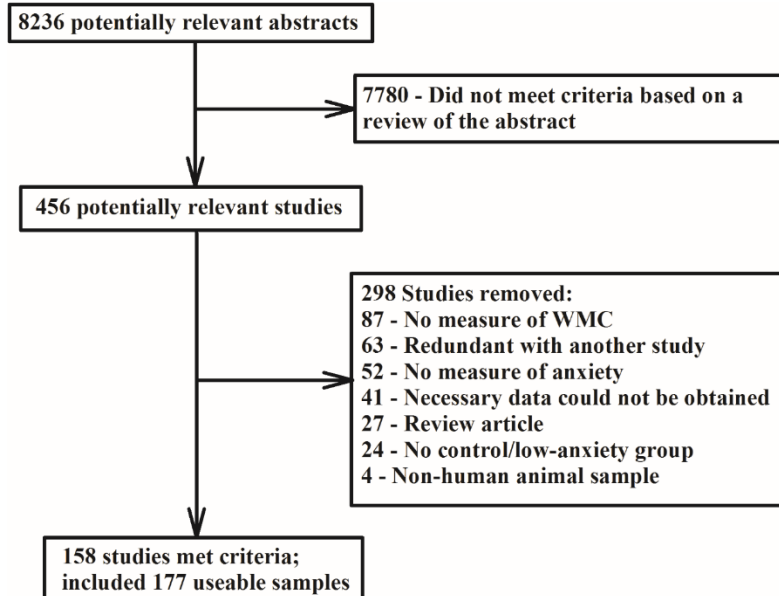 8236 potentially relevant abstracts
7780 - Did not meet criteria based on a
review of the abstract
456 potentially relevant studies
298 Studies removed:
87 - No measure of WMC
63 - Redundant with another study
52 - No measure of anxiety
41 - Necessary data could not be obtained
27 - Review article
24 - No control/low-anxiety group
4 - Non-human animal sample
158 studies met criteria;
included 177 useable samples